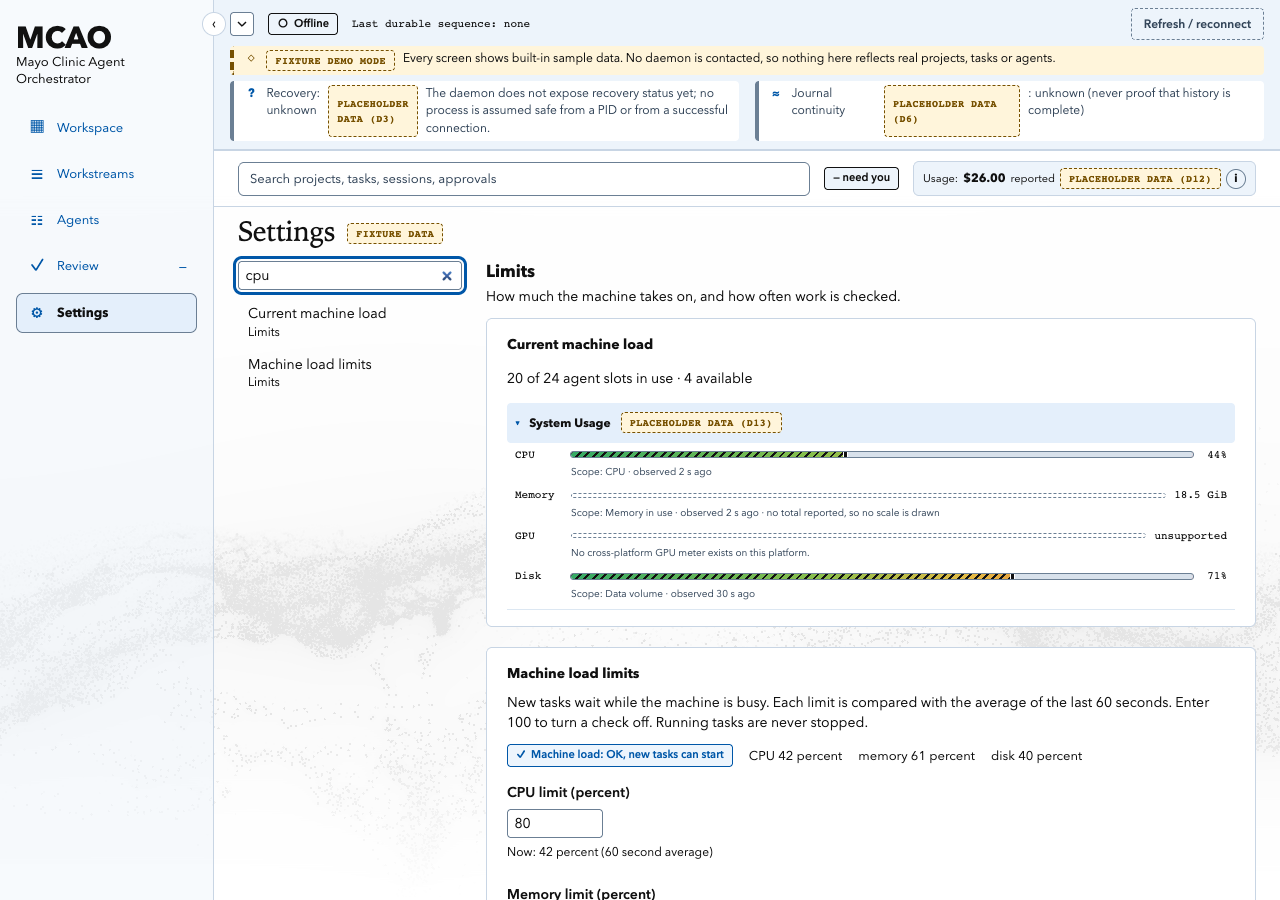 MCAO
Mayo Clinic Agent
Orchestrator
Workspace
Workstreams
Agents
Review –
Settings
Offline
Last durable sequence: none
Refresh / reconnect
FIXTURE DEMO MODE
Every screen shows built-in sample data. No daemon is contacted, so nothing here reflects real projects, tasks or agents.
? Recovery:
unknown
PLACEHOLDER
DATA (D3)
The daemon does not expose recovery status yet; no
process is assumed safe from a PID or from a successful
connection.
≈ Journal
continuity
PLACEHOLDER DATA
(D6)
: unknown (never proof that history is
complete)
Search projects, tasks, sessions, approvals
– need you
Usage: $26.00 reported
PLACEHOLDER DATA (D12)
i
Settings
FIXTURE DATA
cpu
Current machine load
Limits
Machine load limits
Limits
Limits
How much the machine takes on, and how often work is checked.
Current machine load
20 of 24 agent slots in use · 4 available
System Usage
PLACEHOLDER DATA (D13)
CPU 44%
Scope: CPU · observed 2 s ago
Memory 18.5 GiB
Scope: Memory in use · observed 2 s ago · no total reported, so no scale is drawn
GPU unsupported
No cross-platform GPU meter exists on this platform.
Disk 71%
Scope: Data volume · observed 30 s ago
Machine load limits
New tasks wait while the machine is busy. Each limit is compared with the average of the last 60 seconds. Enter
100 to turn a check off. Running tasks are never stopped.
Machine load: OK, new tasks can start
CPU 42 percent memory 61 percent disk 40 percent
CPU limit (percent)
80
Now: 42 percent (60 second average)
Memory limit (percent)